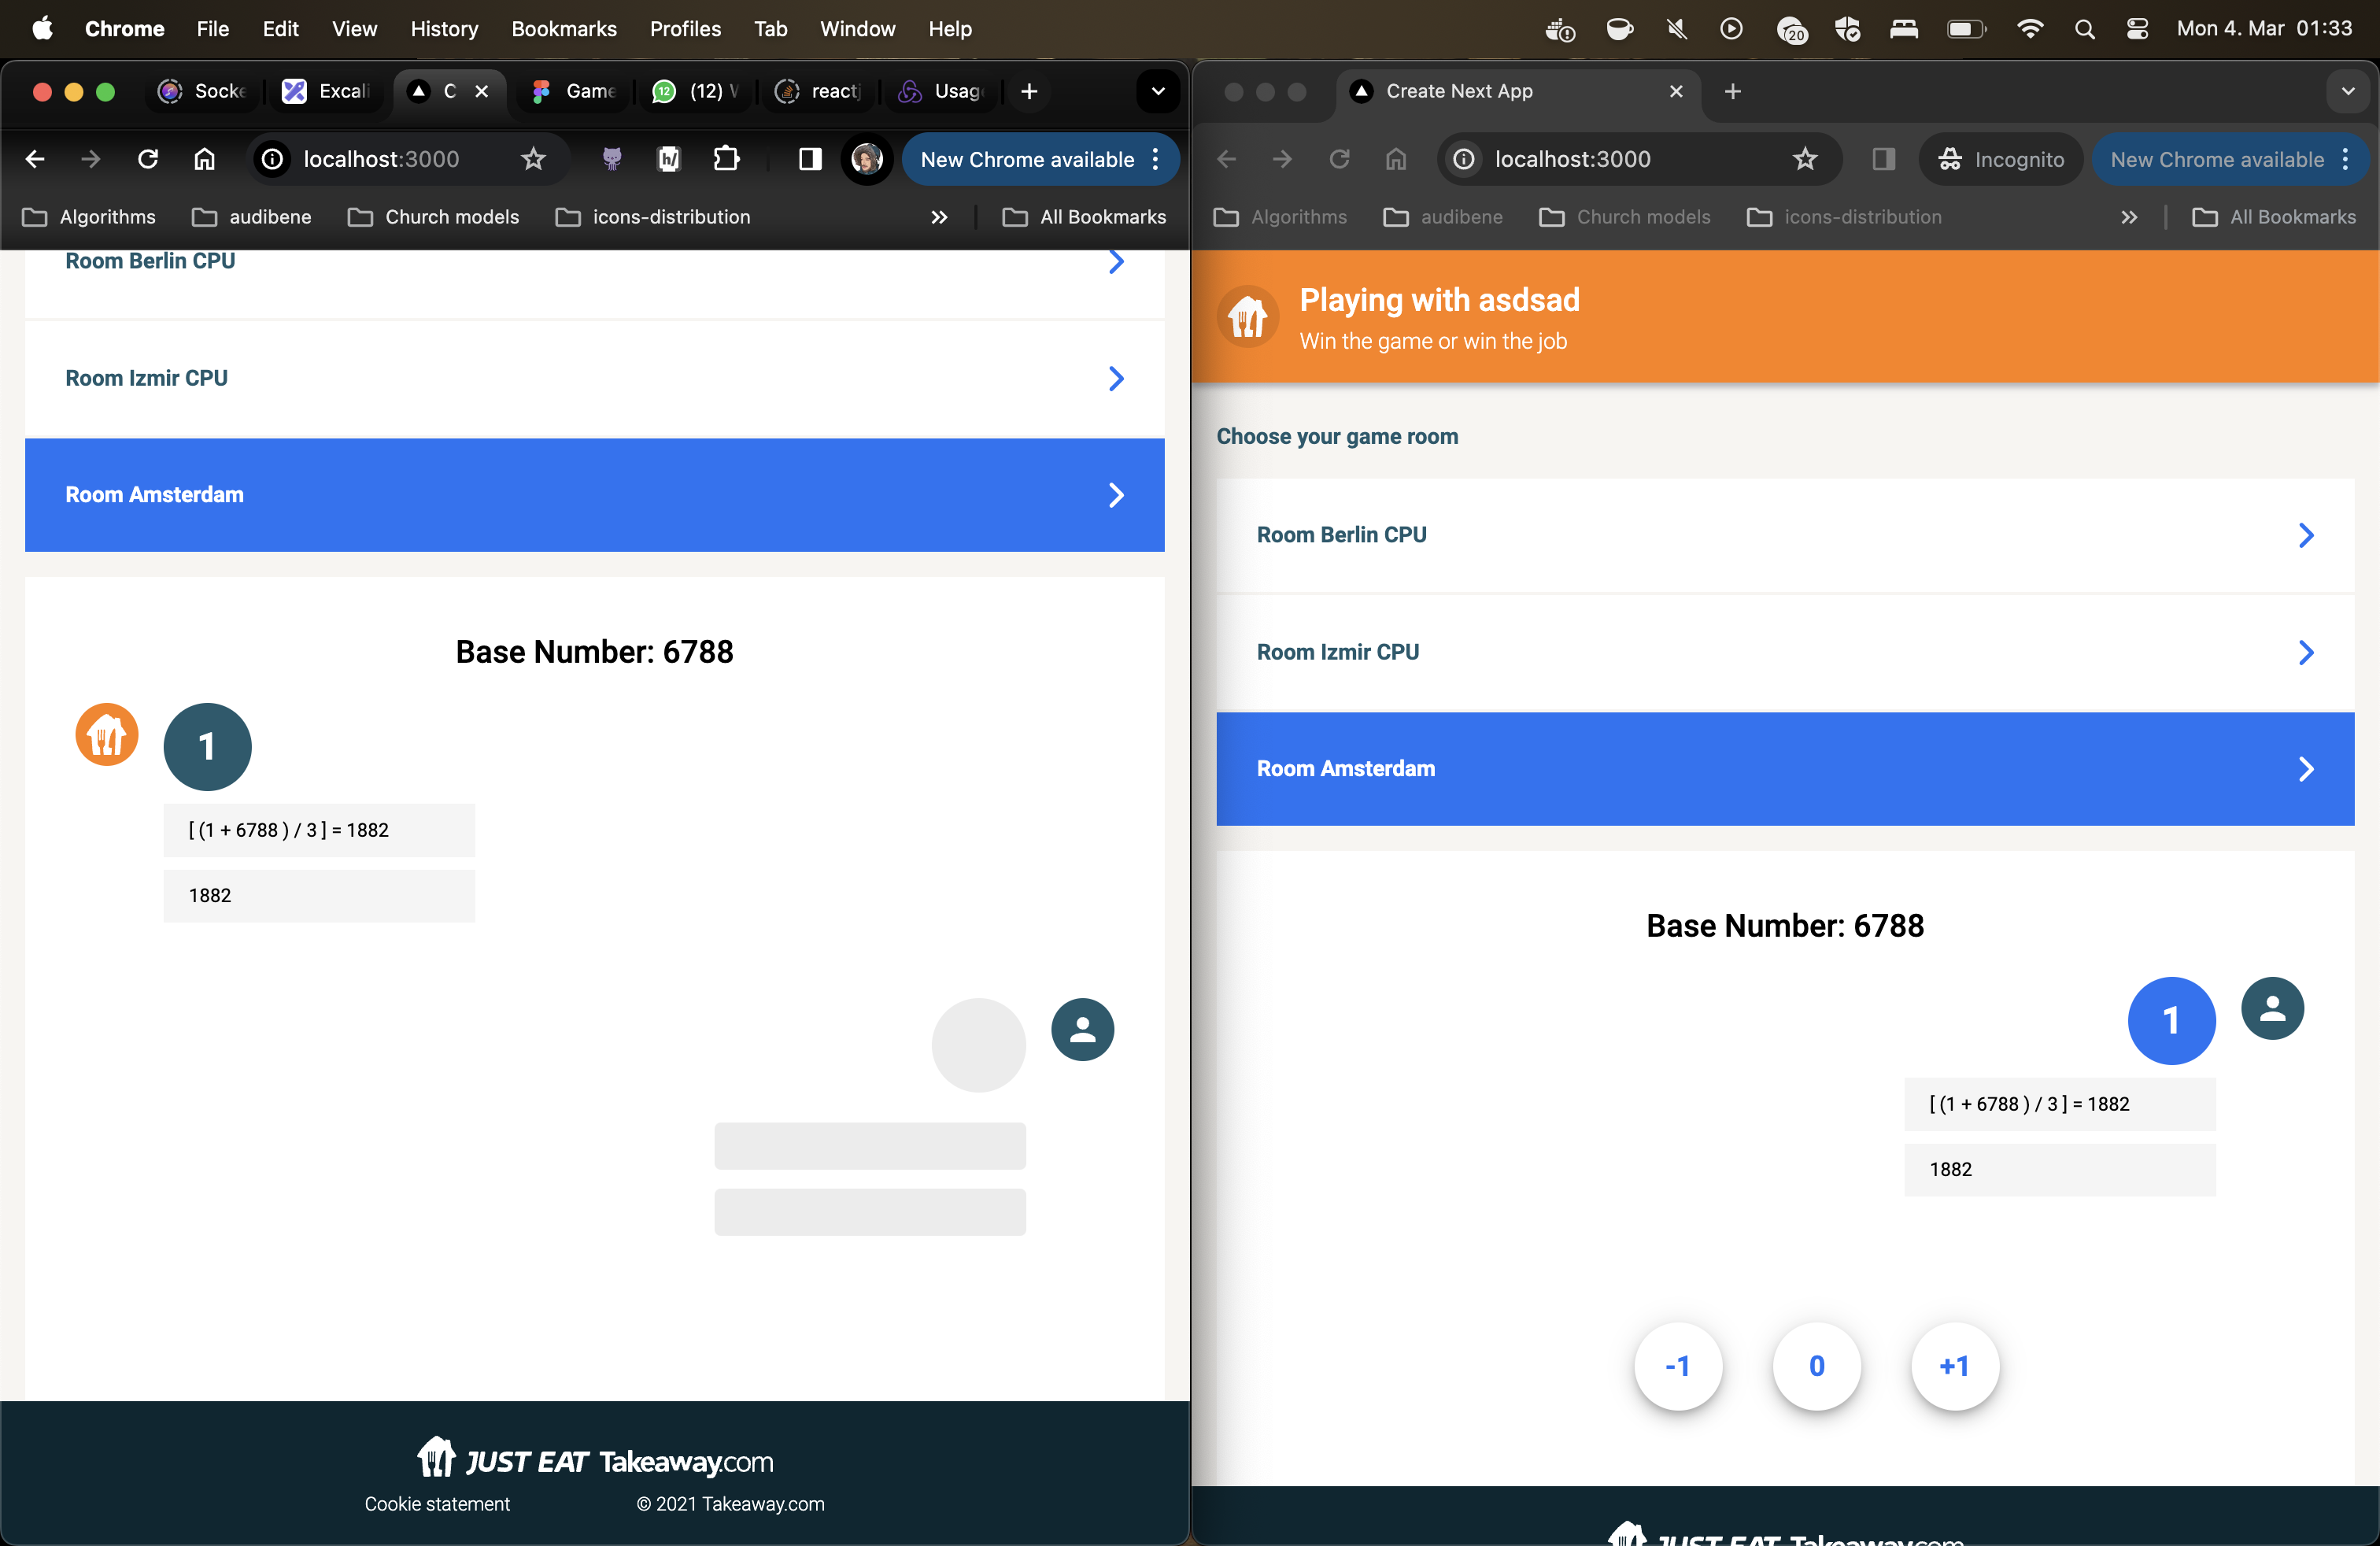 Chrome File Edit View History Bookmarks Profiles Tab Window Help 20 Mon 4. Mar 01:33
Socke Excali C Game 12 (12) reactj Usage
localhost:3000 h/ New Chrome available
Algorithms audibene Church models icons-distribution All Bookmarks
Room Berlin CPU
Room Izmir CPU
Room Amsterdam
Base Number: 6788
1
[ (1 + 6788 ) / 3 ] = 1882
1882
JUST EAT Takeaway.com
Cookie statement © 2021 Takeaway.com
Create Next App
localhost:3000 Incognito New Chrome available
Algorithms audibene Church models icons-distribution All Bookmarks
Playing with asdsad
Win the game or win the job
Choose your game room
Room Berlin CPU
Room Izmir CPU
Room Amsterdam
Base Number: 6788
1
[ (1 + 6788 ) / 3 ] = 1882
1882
-1 0 +1
JUST EAT Takeaway.com